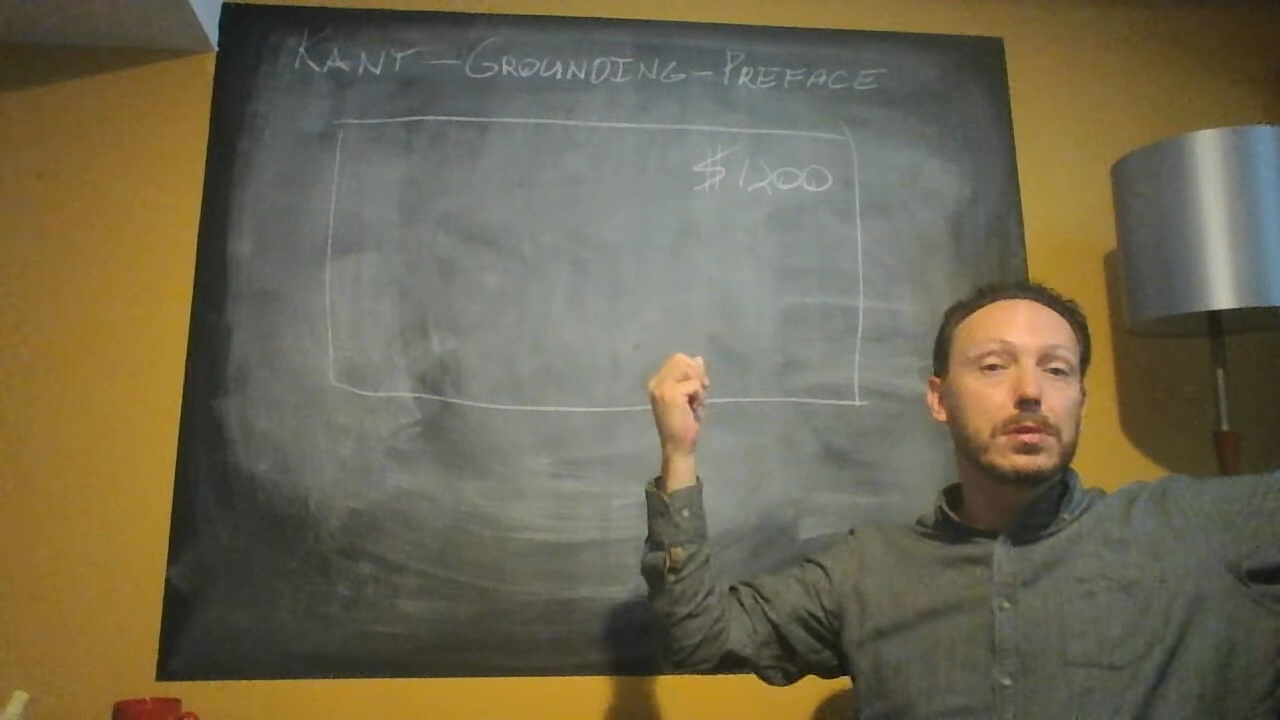 KANT – GROUNDING – PREFACE
$1200